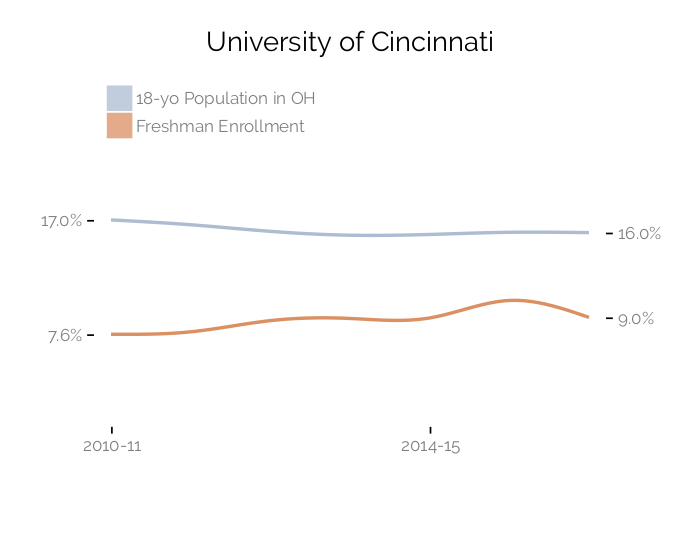 University of Cincinnati
18-yo Population in OH
Freshman Enrollment
17.0%
16.0%
7.6%
9.0%
2010-11
2014-15